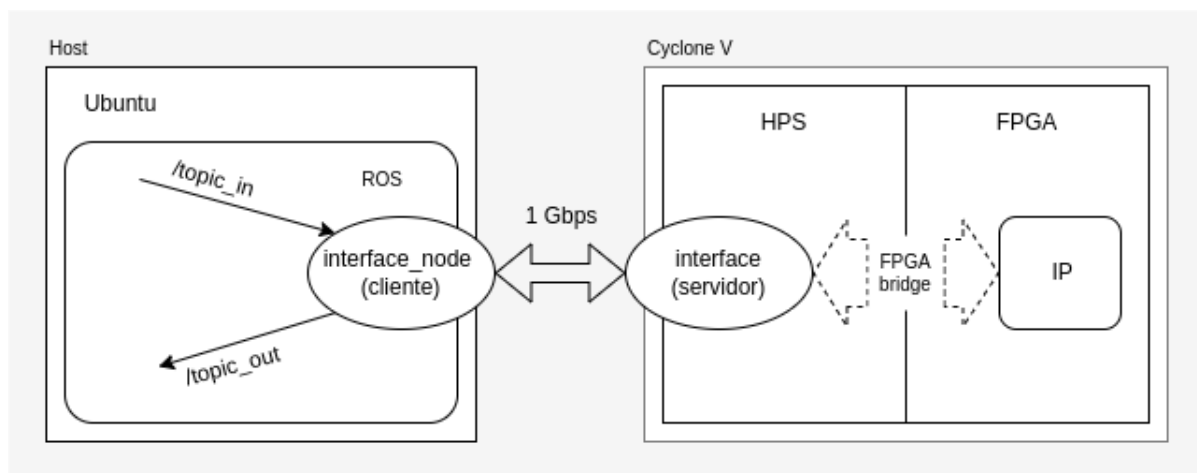 Host
Ubuntu
/topic_in
ROS
interface_node
(cliente)
/topic_out
1 Gbps
Cyclone V
HPS
FPGA
interface
(servidor)
FPGA
bridge
IP